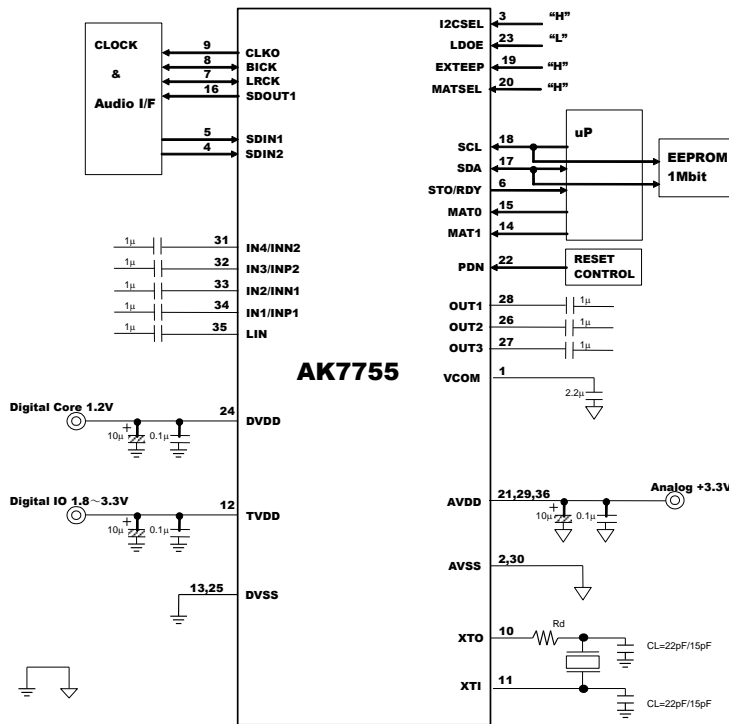 CLOCK
&
Audio I/F
9 CLKO
8 BICK
7 LRCK
16 SDOUT1
5 SDIN1
4 SDIN2
1μ 31 IN4/INN2
1μ 32 IN3/INP2
1μ 33 IN2/INN1
1μ 34 IN1/INP1
1μ 35 LIN
AK7755
Digital Core 1.2V
24 DVDD
+
10μ 0.1μ
Digital IO 1.8~3.3V
12 TVDD
+
10μ 0.1μ
13,25 DVSS
I2CSEL 3 "H"
LDOE 23 "L"
EXTEEP 19 "H"
MATSEL 20 "H"
uP
SCL 18
SDA 17
STO/RDY 6
MAT0 15
MAT1 14
EEPROM
1Mbit
PDN 22
RESET
CONTROL
OUT1 28 1μ
OUT2 26 1μ
OUT3 27 1μ
VCOM 1
2.2μ
AVDD 21,29,36
Analog +3.3V
+
10μ 0.1μ
AVSS 2,30
XTO 10 Rd
CL=22pF/15pF
XTI 11
CL=22pF/15pF